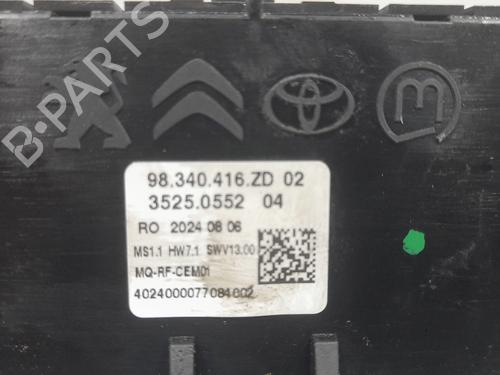 B-PARTS
98.340.416.ZD 02
3525.0552 04
RO 2024 08 06
MS1.1 HW7.1 SWV13.00
MQ-RF-CEM01
4024000077084002